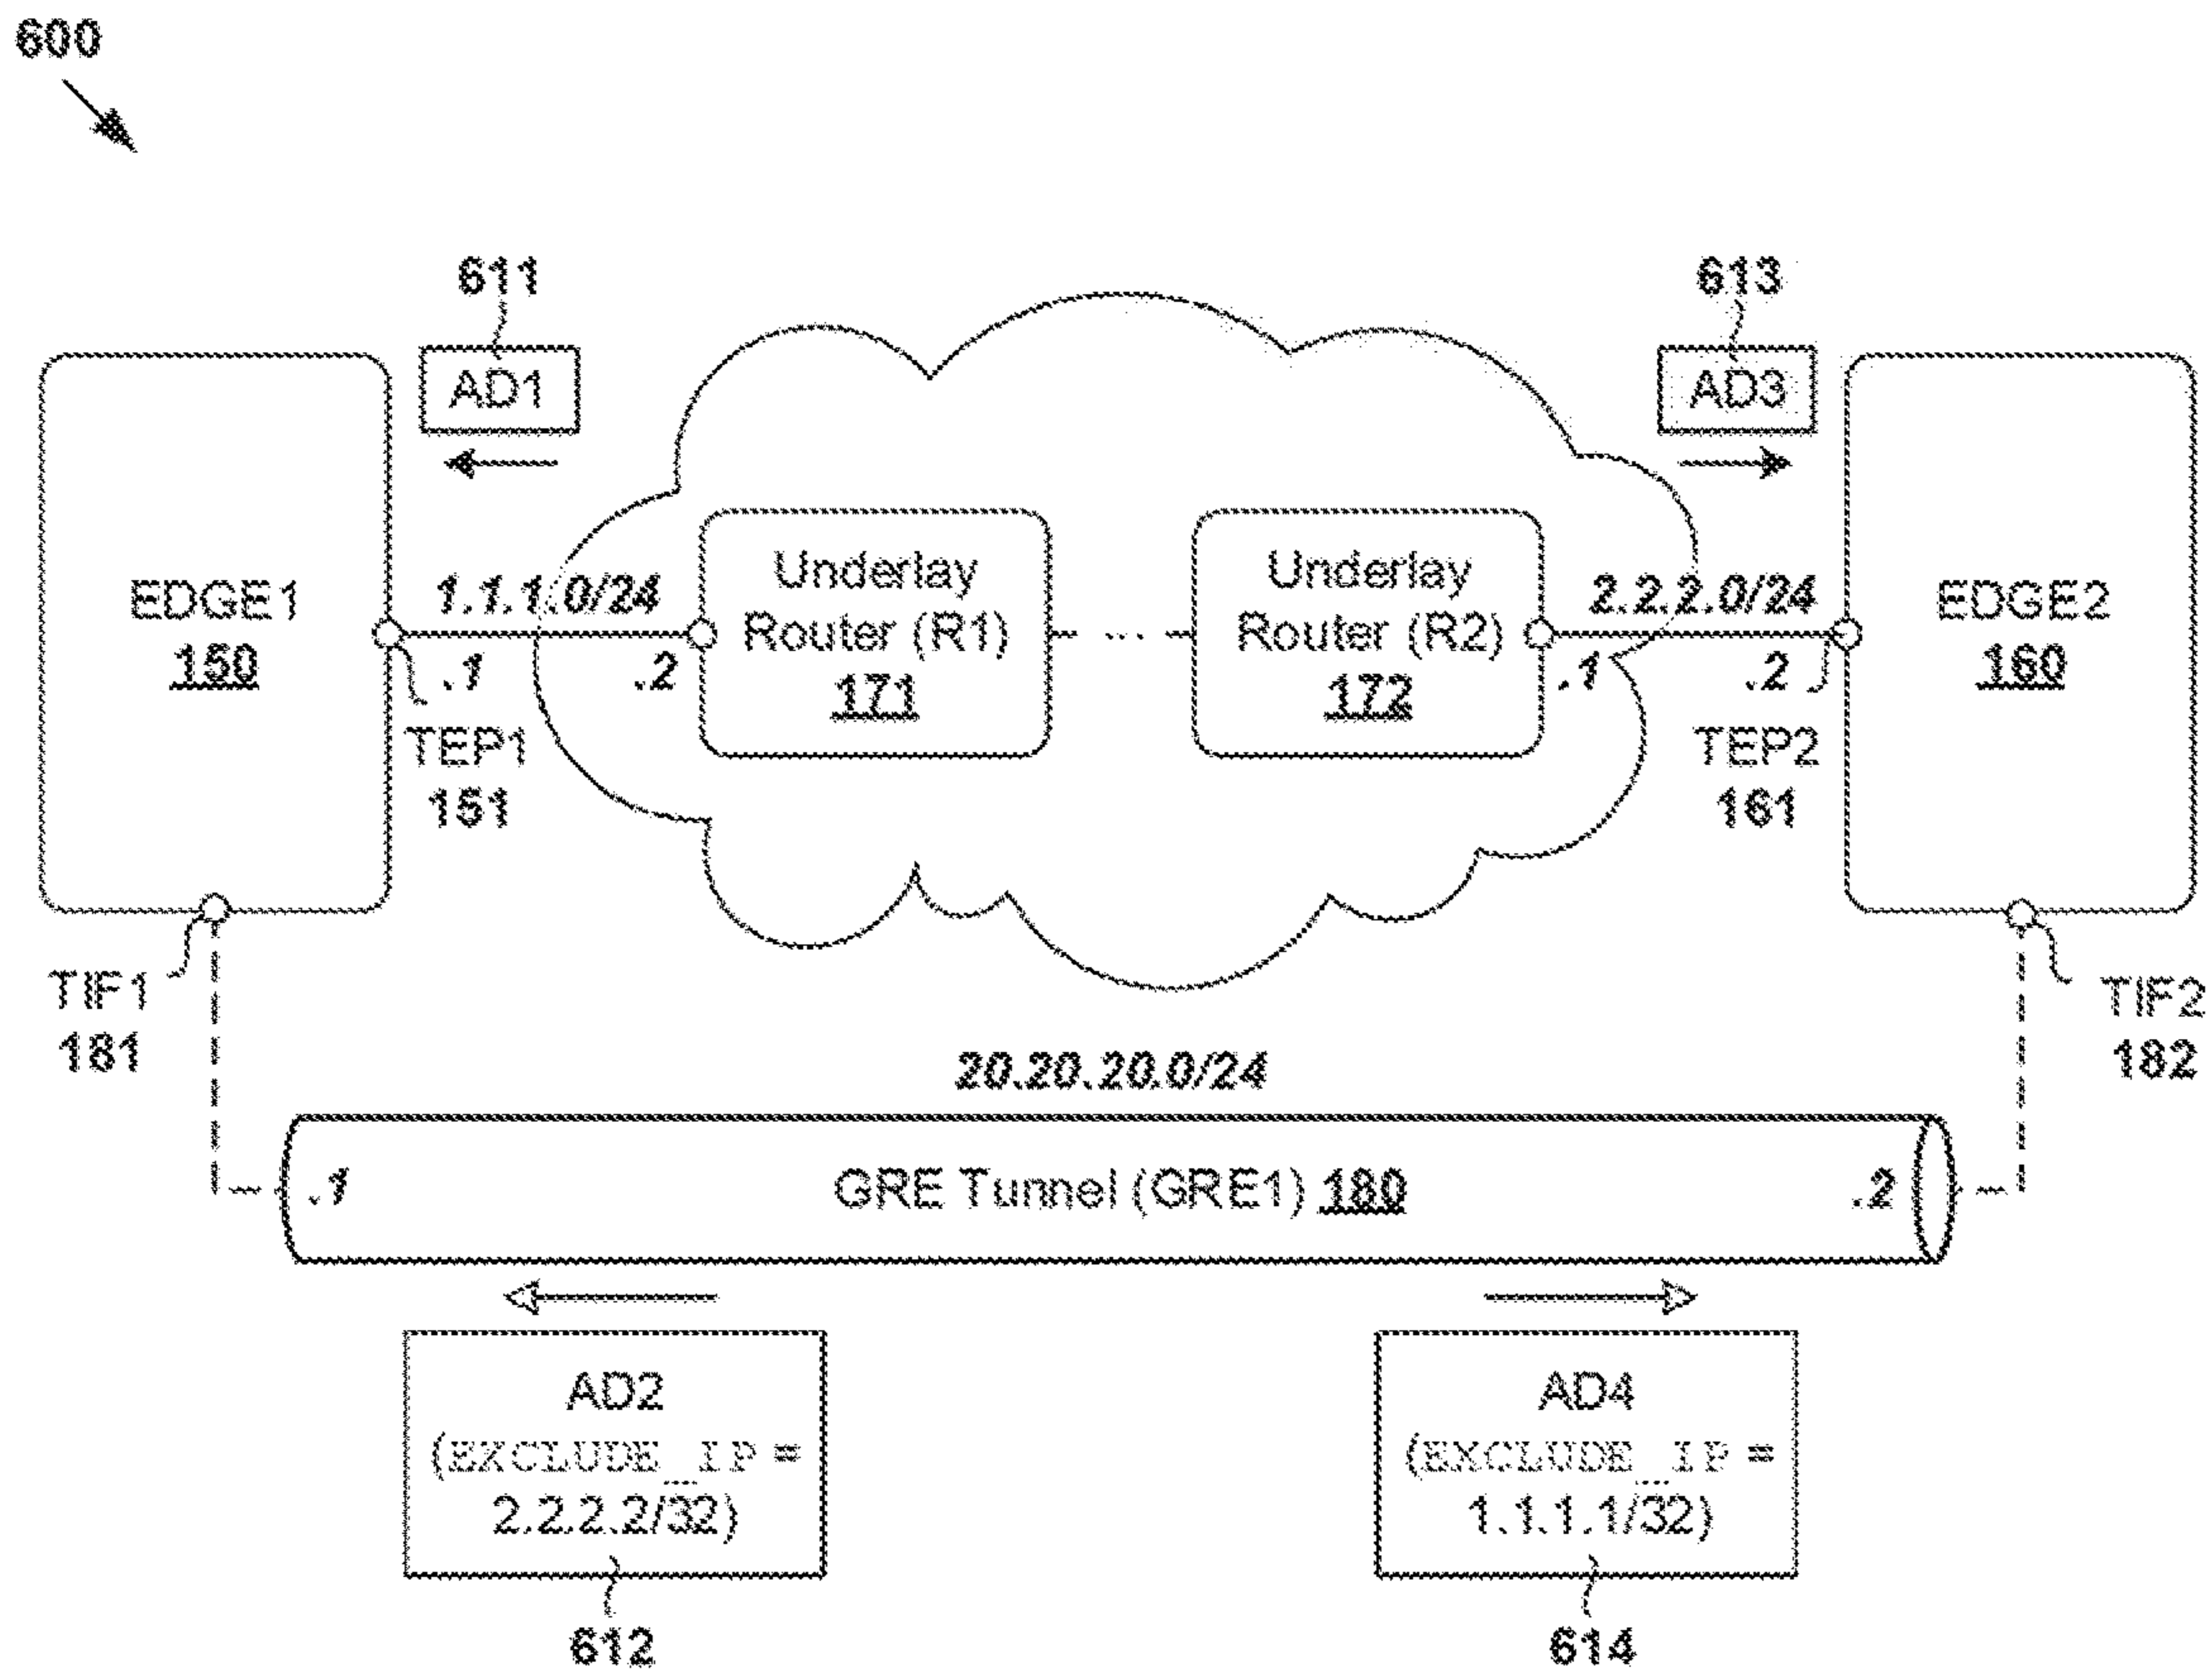 600
611
AD1
613
AD3
EDGE1
150
1.1.1.0/24
.1
.2
TEP1
151
Underlay
Router (R1)
171
...
Underlay
Router (R2)
172
2.2.2.0/24
.1
.2
TEP2
161
EDGE2
160
TIF1
181
TIF2
182
20.20.20.0/24
.1
GRE Tunnel (GRE1) 180
.2
AD2
(EXCLUDE_IP =
2.2.2.2/32)
612
AD4
(EXCLUDE_IP =
1.1.1.1/32)
614